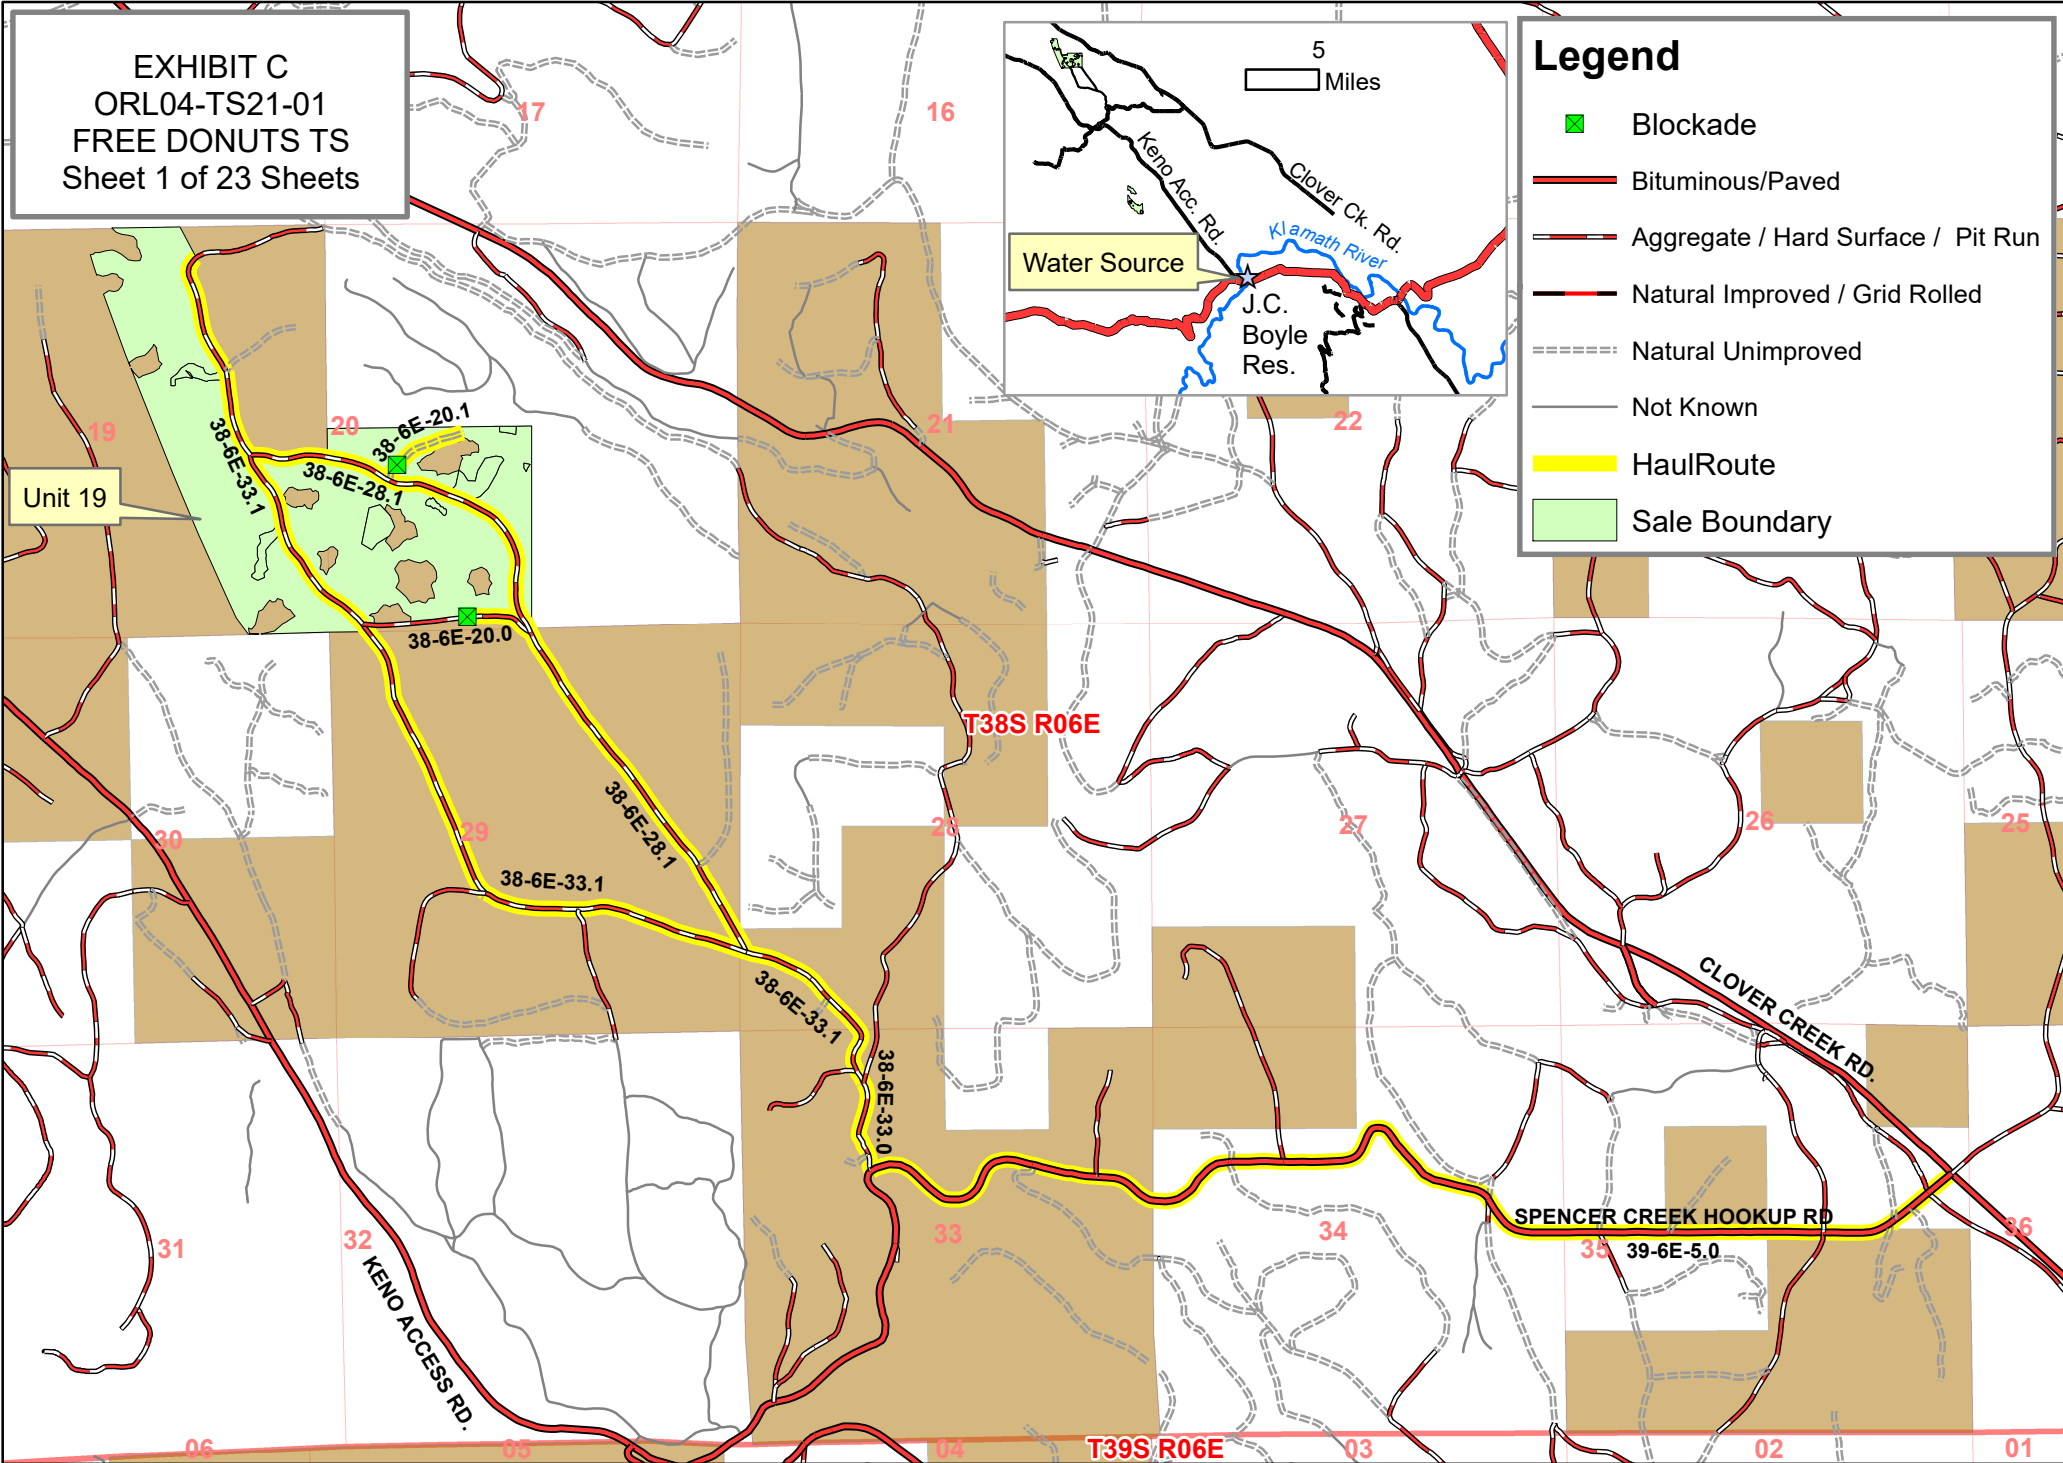 EXHIBIT C
ORL04-TS21-01
FREE DONUTS TS
Sheet 1 of 23 Sheets
5
Miles
Keno Acc. Rd.
Clover Ck. Rd.
Klamath River
Water Source
J.C.
Boyle
Res.
Legend
Blockade
Bituminous/Paved
Aggregate / Hard Surface / Pit Run
Natural Improved / Grid Rolled
Natural Unimproved
Not Known
HaulRoute
Sale Boundary
17
16
19
20
21
22
38-6E-20.1
38-6E-33.1
38-6E-28.1
Unit 19
38-6E-20.0
T38S R06E
38-6E-28.1
30
29
28
27
26
25
38-6E-33.1
38-6E-33.1
38-6E-33.0
CLOVER CREEK RD.
SPENCER CREEK HOOKUP RD
39-6E-5.0
31
32
33
34
35
36
KENO ACCESS RD.
06
05
04
T39S R06E
03
02
01